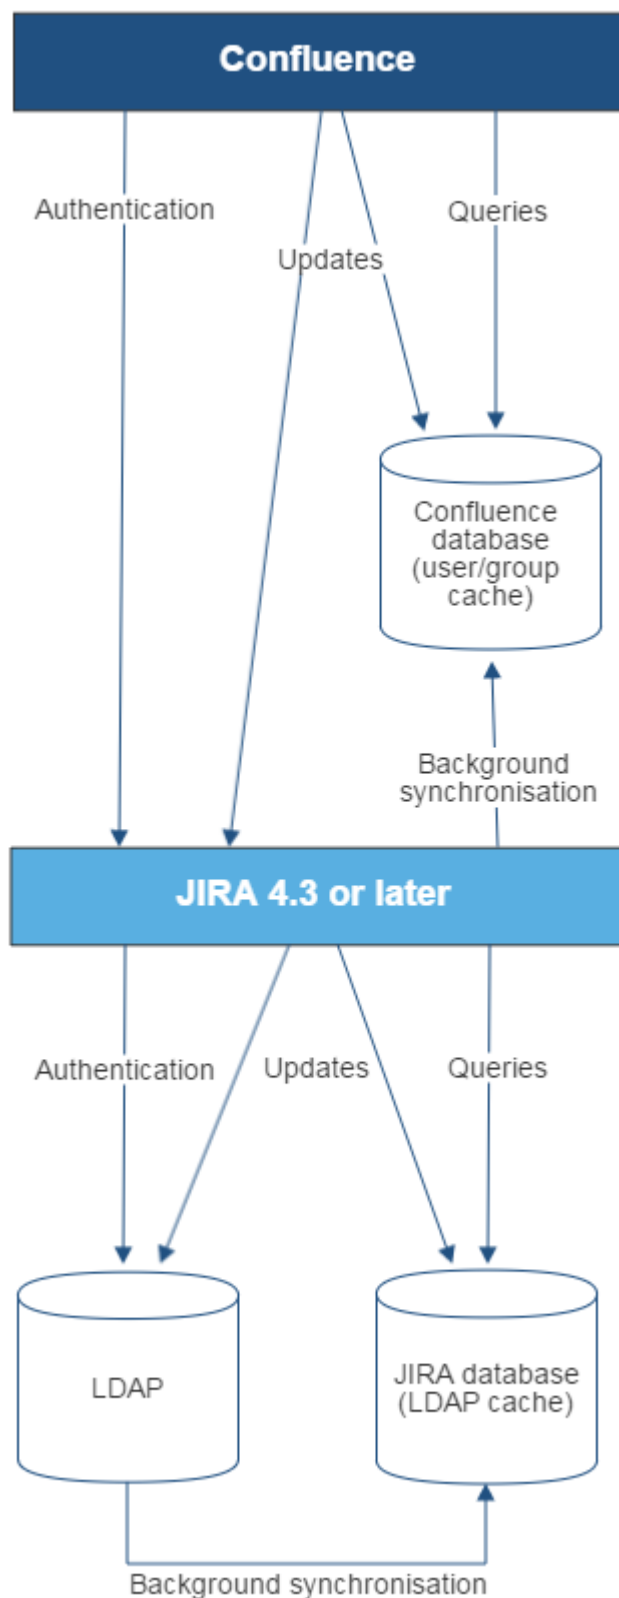 Confluence
Authentication
Queries
Updates
Confluence
database
(user/group
cache)
Background
synchronisation
JIRA 4.3 or later
Authentication
Updates
Queries
LDAP
JIRA database
(LDAP cache)
Background synchronisation